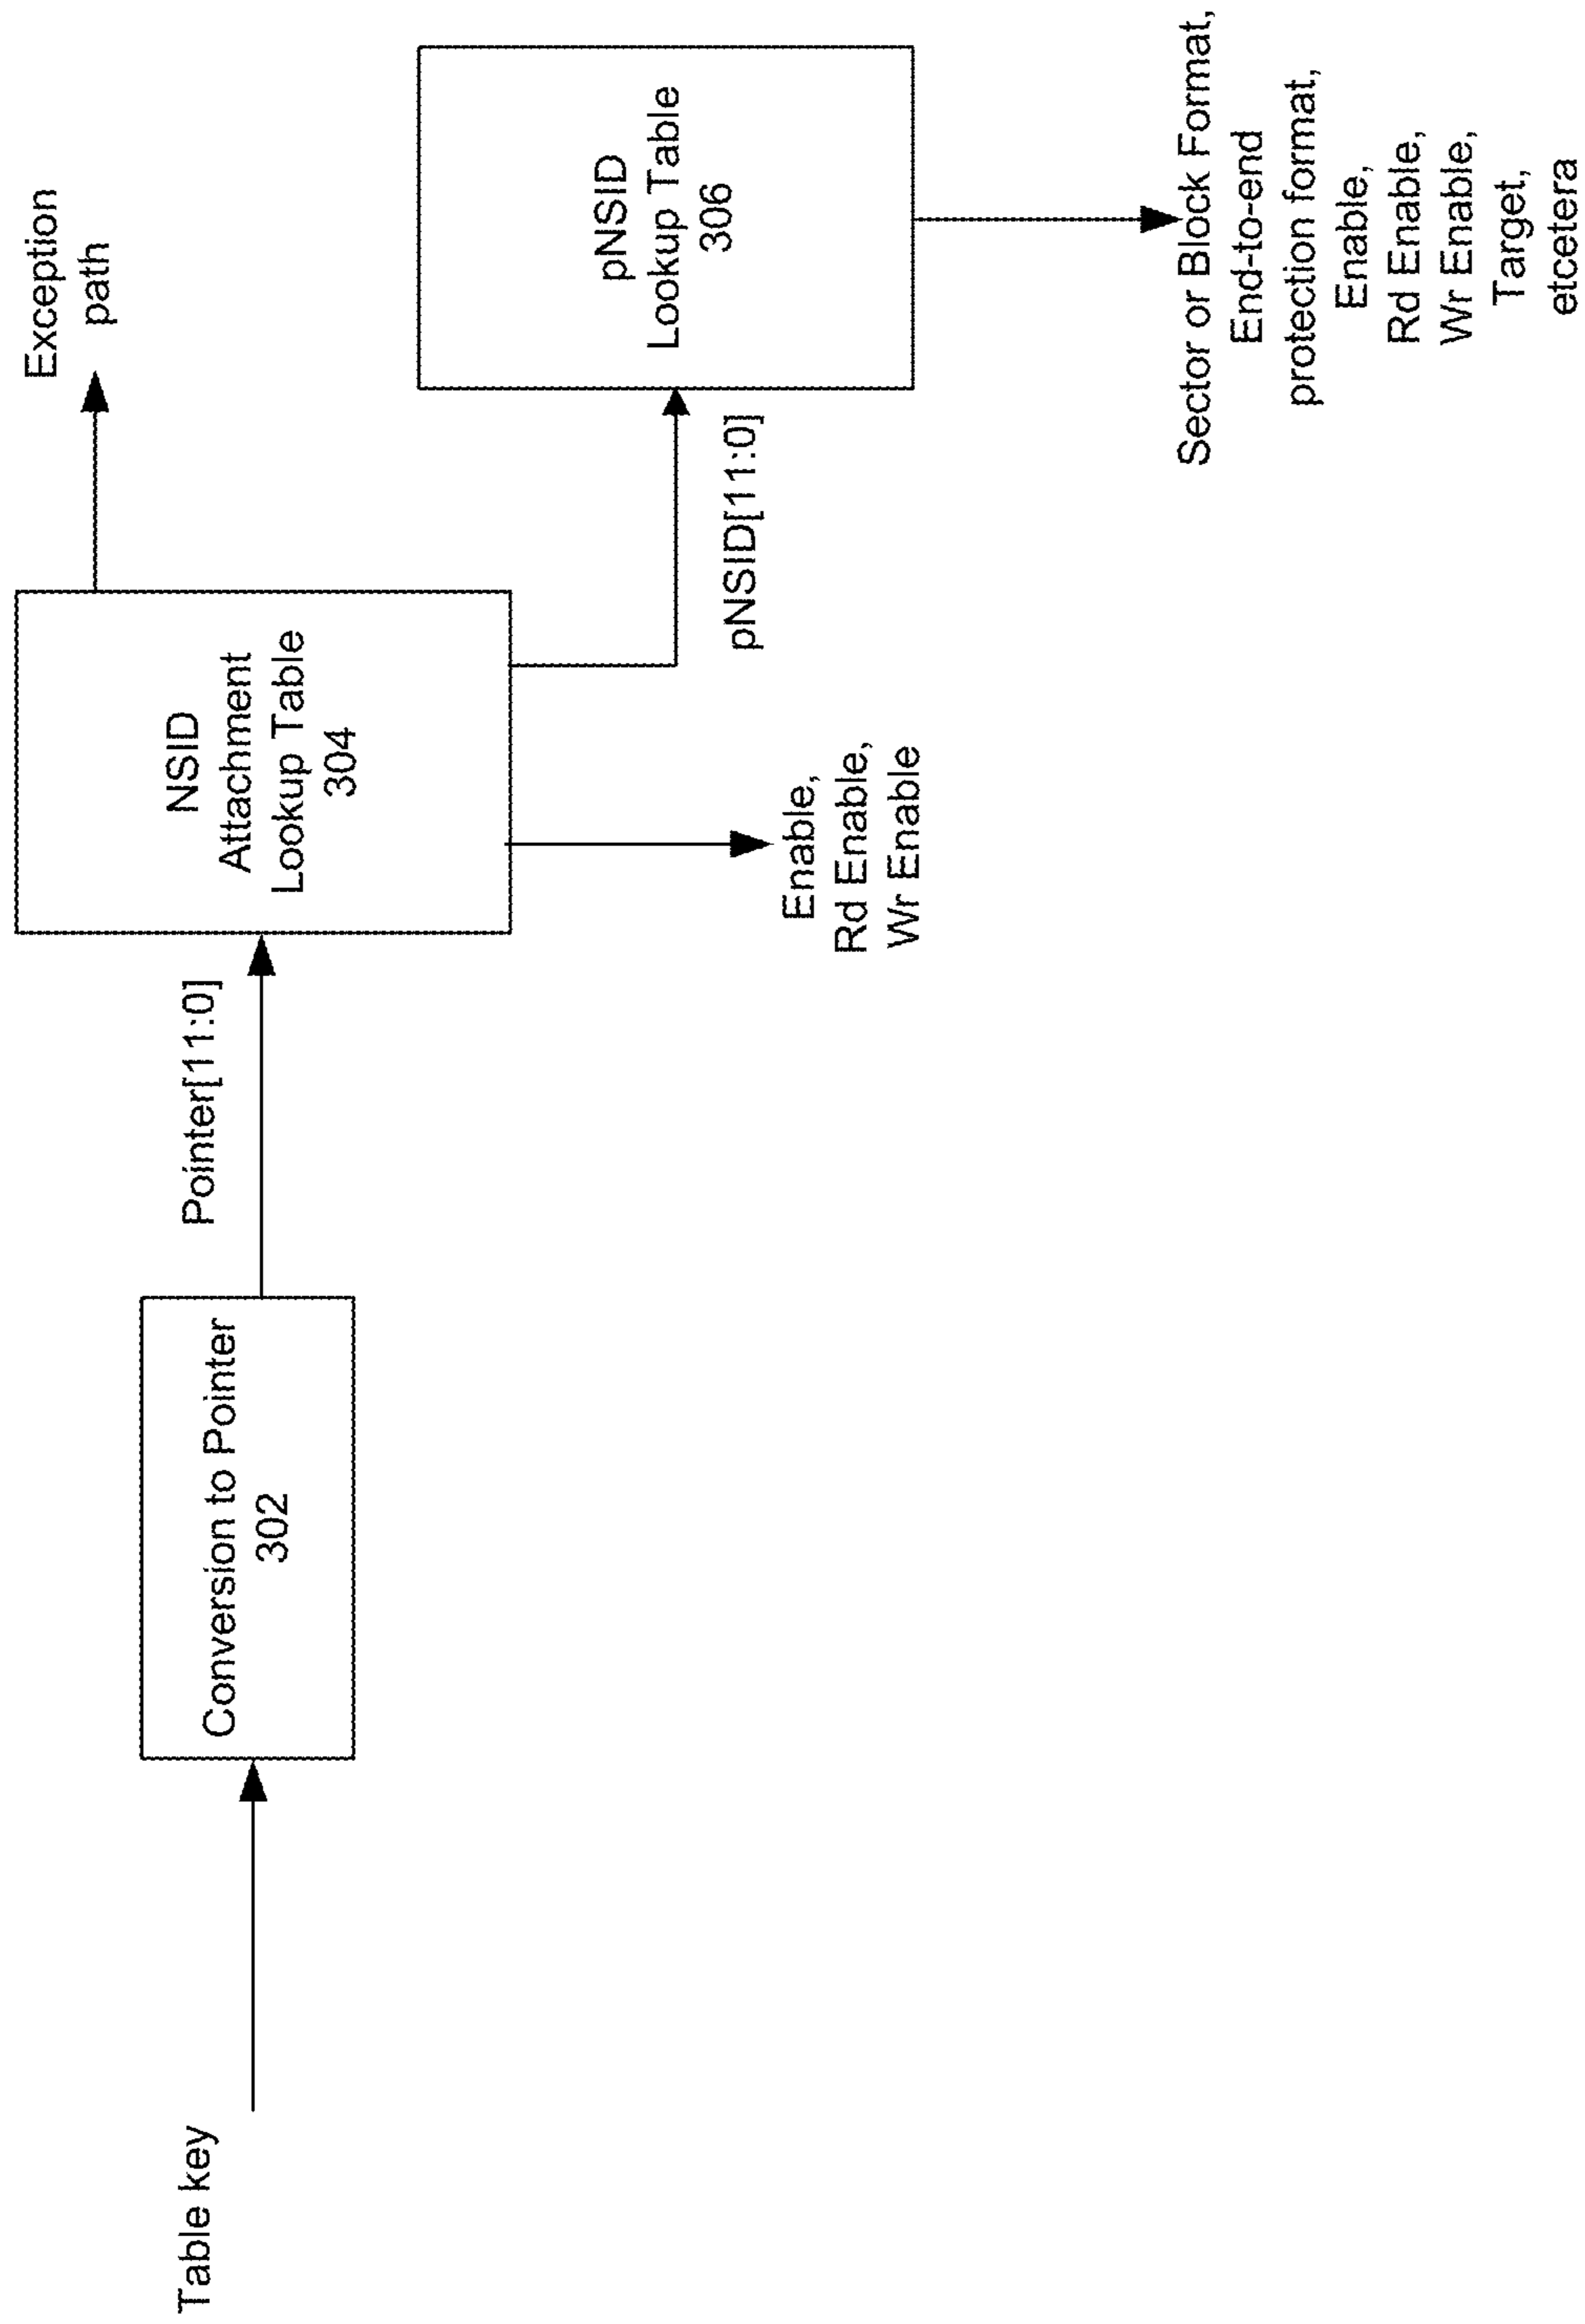 Table key
Conversion to Pointer
302
Pointer[11:0]
NSID
Attachment
Lookup Table
304
Exception
path
Enable,
Rd Enable,
Wr Enable
pNSID[11:0]
pNSID
Lookup Table
306
Sector or Block Format,
End-to-end
protection format,
Enable,
Rd Enable,
Wr Enable,
Target,
etcetera